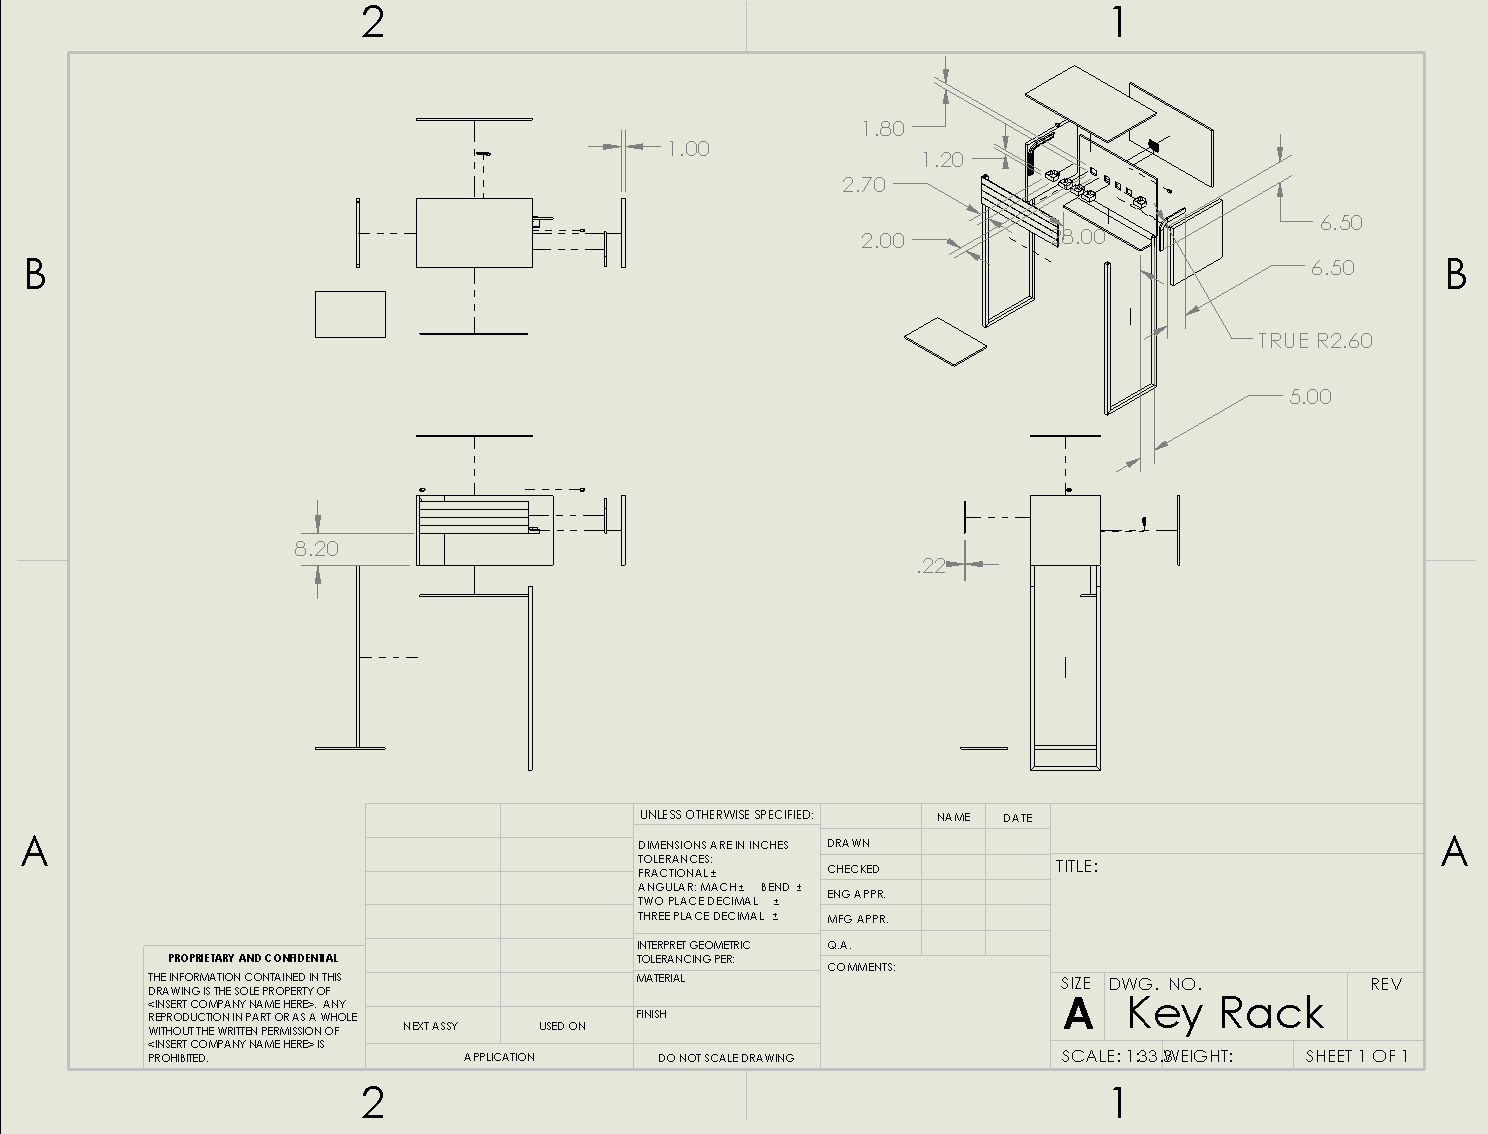 2
1
1.80
1.00
1.20
2.70
2.00
8.00
6.50
6.50
B
B
TRUE R2.60
5.00
8.20
.22
A
A
UNLESS OTHERWISE SPECIFIED:
DIMENSIONS ARE IN INCHES
TOLERANCES:
FRACTIONAL ±
ANGULAR: MACH ± BEND ±
TWO PLACE DECIMAL ±
THREE PLACE DECIMAL ±
INTERPRET GEOMETRIC
TOLERANCING PER:
MATERIAL
FINISH
DO NOT SCALE DRAWING
NAME
DATE
DRAWN
CHECKED
ENG APPR.
MFG APPR.
Q.A.
COMMENTS:
TITLE:
SIZE
A
DWG. NO.
Key Rack
REV
SCALE: 1:33.3
WEIGHT:
SHEET 1 OF 1
PROPRIETARY AND CONFIDENTIAL
THE INFORMATION CONTAINED IN THIS
DRAWING IS THE SOLE PROPERTY OF
<INSERT COMPANY NAME HERE>. ANY
REPRODUCTION IN PART OR AS A WHOLE
WITHOUT THE WRITTEN PERMISSION OF
<INSERT COMPANY NAME HERE> IS
PROHIBITED.
NEXT ASSY
USED ON
APPLICATION
2
1